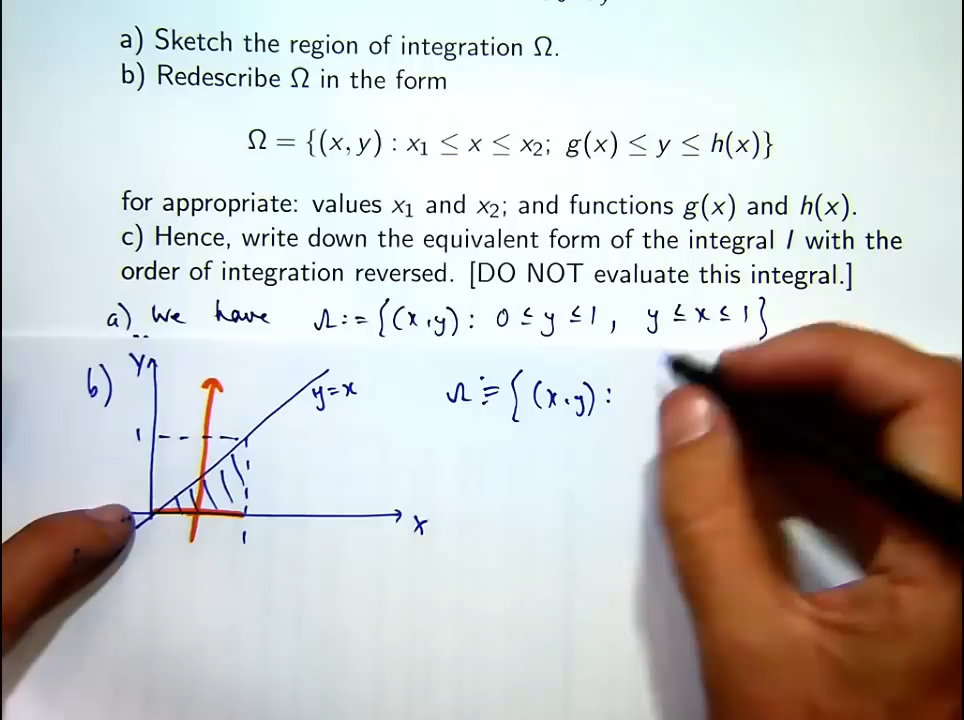 a) Sketch the region of integration Ω.
b) Redescribe Ω in the form
Ω = {(x, y) : x₁ ≤ x ≤ x₂; g(x) ≤ y ≤ h(x)}
for appropriate: values x₁ and x₂; and functions g(x) and h(x).
c) Hence, write down the equivalent form of the integral I with the
order of integration reversed. [DO NOT evaluate this integral.]
a) We have Ω := {(x,y) : 0 ≤ y ≤ 1, y ≤ x ≤ 1}
b)
y
y=x
1
x
1
Ω := {(x,y) :